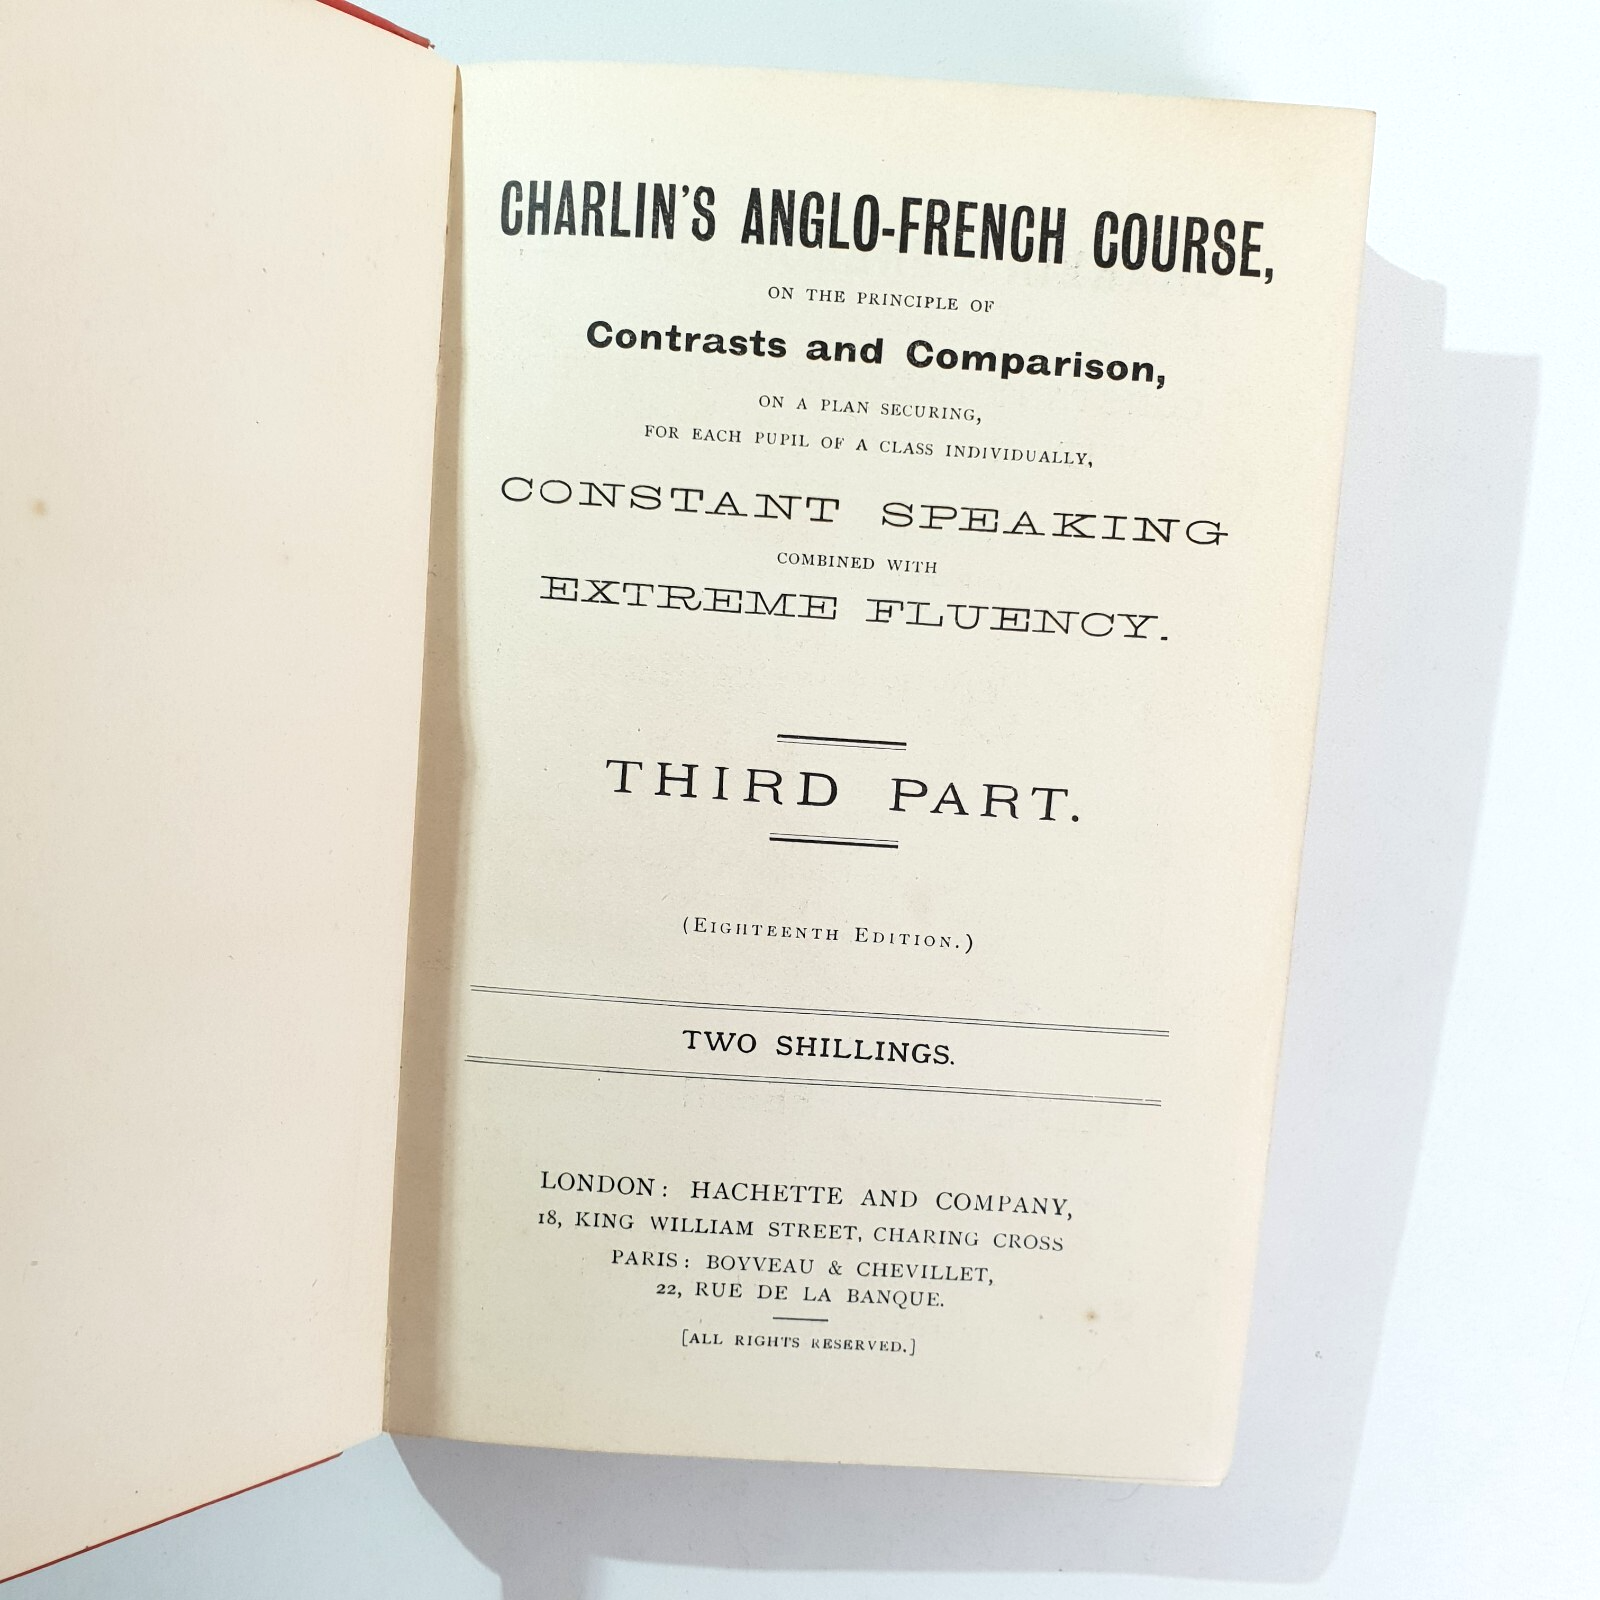 CHARLIN'S ANGLO-FRENCH COURSE,
ON THE PRINCIPLE OF
Contrasts and Comparison,
ON A PLAN SECURING,
FOR EACH PUPIL OF A CLASS INDIVIDUALLY,
CONSTANT SPEAKING
COMBINED WITH
EXTREME FLUENCY.
THIRD PART.
(EIGHTEENTH EDITION.)
TWO SHILLINGS.
LONDON: HACHETTE AND COMPANY,
18, KING WILLIAM STREET, CHARING CROSS
PARIS: BOYVEAU & CHEVILLET,
22, RUE DE LA BANQUE.
[ALL RIGHTS RESERVED.]